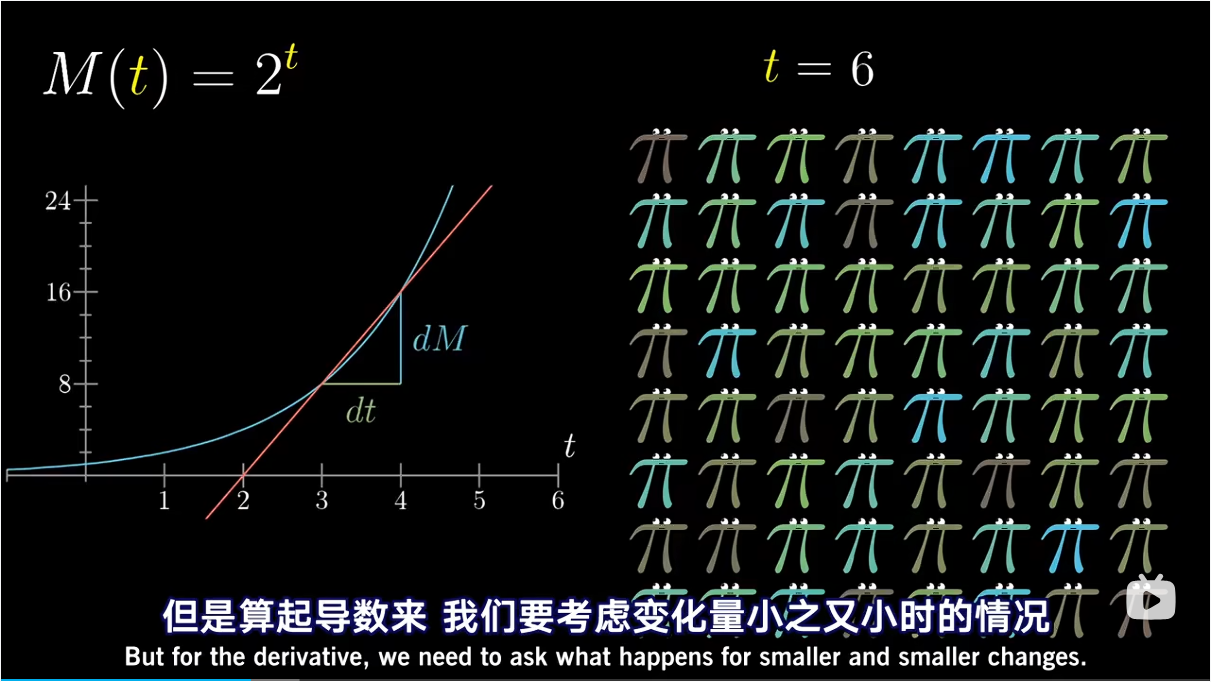 M(t) = 2^t
t = 6
24
16
8
dM
dt
t
1 2 3 4 5 6
π π π π π π π π
π π π π π π π π
π π π π π π π π
π π π π π π π π
π π π π π π π π
π π π π π π π π
π π π π π π π π
π π π π π π π π
但是算起导数来 我们要考虑变化量小之又小时的情况
But for the derivative, we need to ask what happens for smaller and smaller changes.